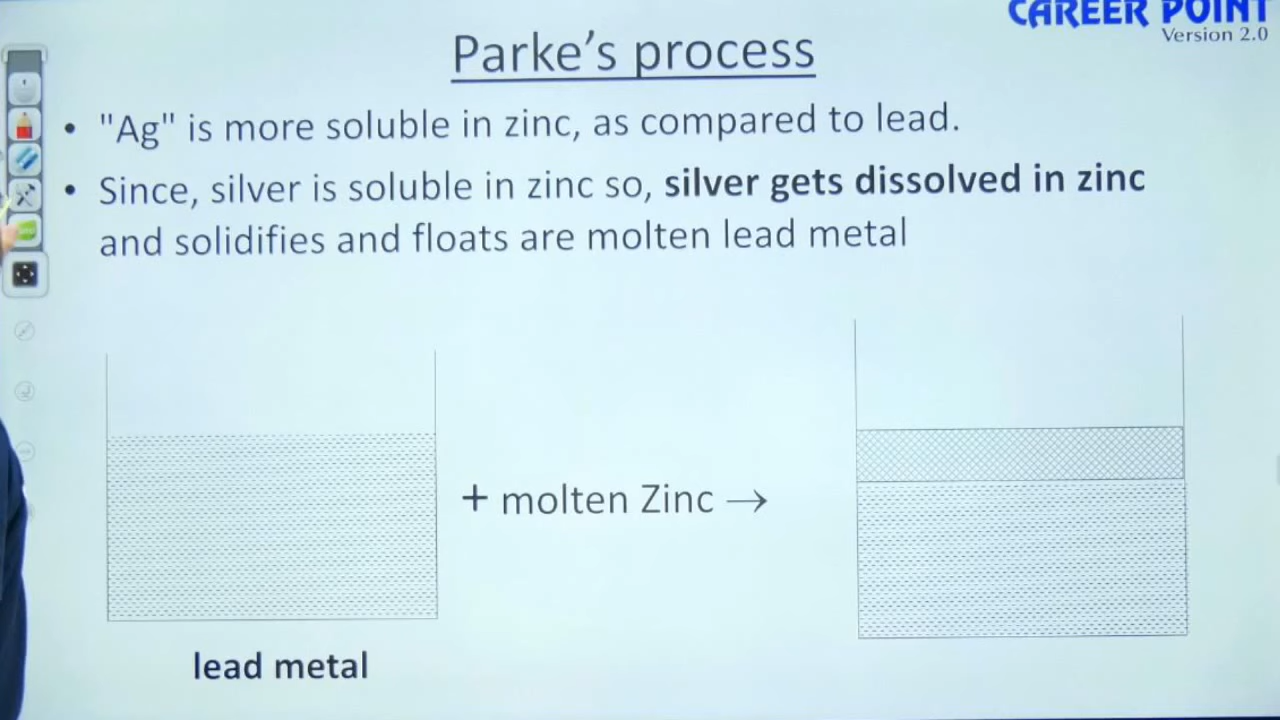 CAREER POINT
Version 2.0
Parke's process
• "Ag" is more soluble in zinc, as compared to lead.
• Since, silver is soluble in zinc so, silver gets dissolved in zinc
and solidifies and floats are molten lead metal
+ molten Zinc →
lead metal